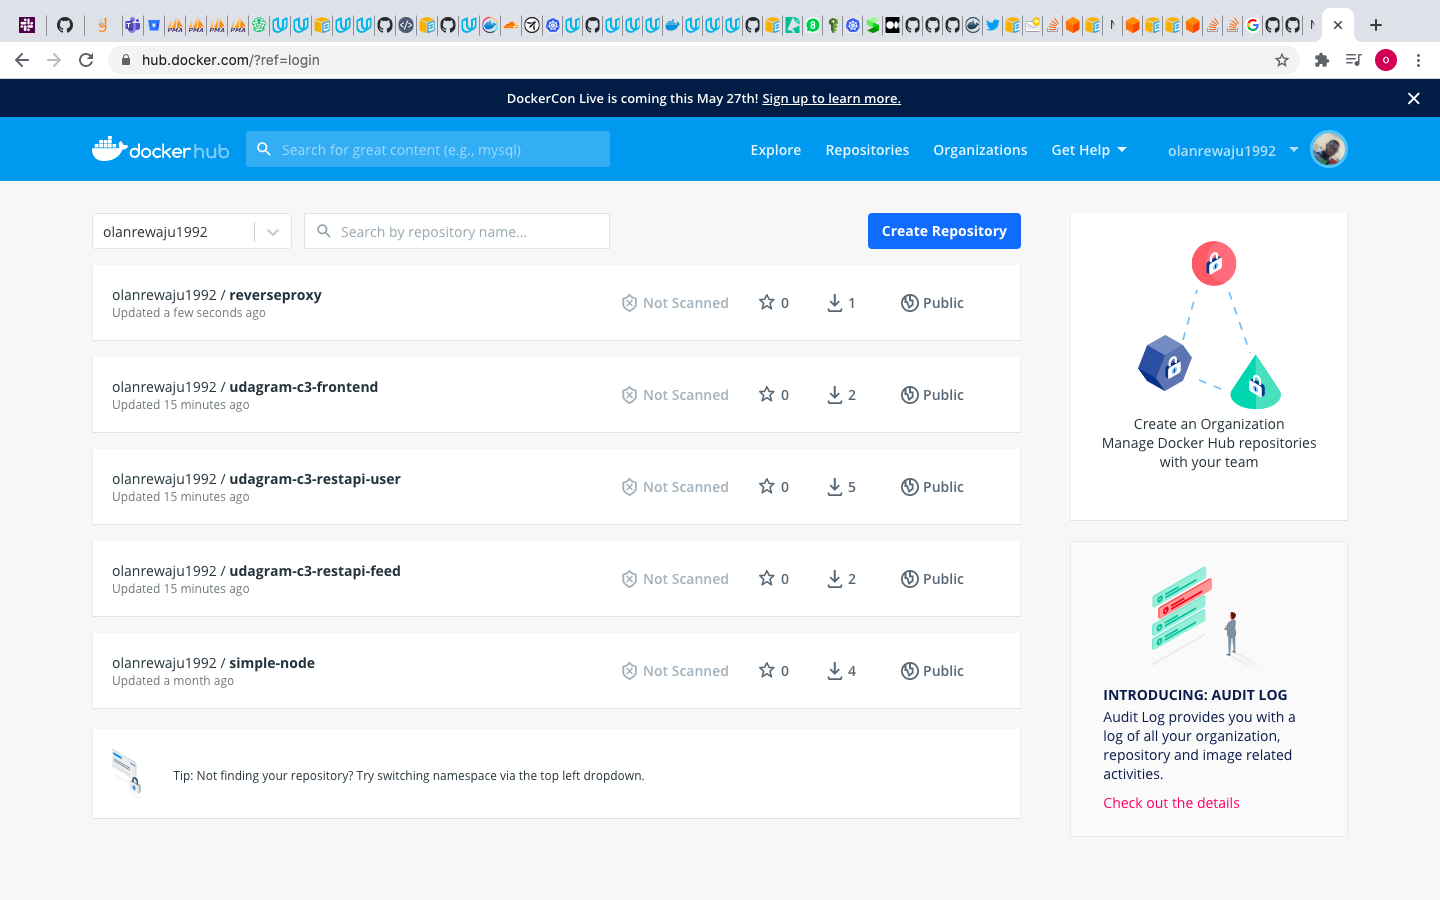 hub.docker.com/?ref=login
O
DockerCon Live is coming this May 27th! Sign up to learn more.
dockerhub
Search for great content (e.g., mysql)
Explore
Repositories
Organizations
Get Help
olanrewaju1992
olanrewaju1992
Search by repository name...
Create Repository
olanrewaju1992 / reverseproxy
Updated a few seconds ago
Not Scanned
0
1
Public
olanrewaju1992 / udagram-c3-frontend
Updated 15 minutes ago
Not Scanned
0
2
Public
olanrewaju1992 / udagram-c3-restapi-user
Updated 15 minutes ago
Not Scanned
0
5
Public
olanrewaju1992 / udagram-c3-restapi-feed
Updated 15 minutes ago
Not Scanned
0
2
Public
olanrewaju1992 / simple-node
Updated a month ago
Not Scanned
0
4
Public
Tip: Not finding your repository? Try switching namespace via the top left dropdown.
Create an Organization
Manage Docker Hub repositories
with your team
INTRODUCING: AUDIT LOG
Audit Log provides you with a
log of all your organization,
repository and image related
activities.
Check out the details